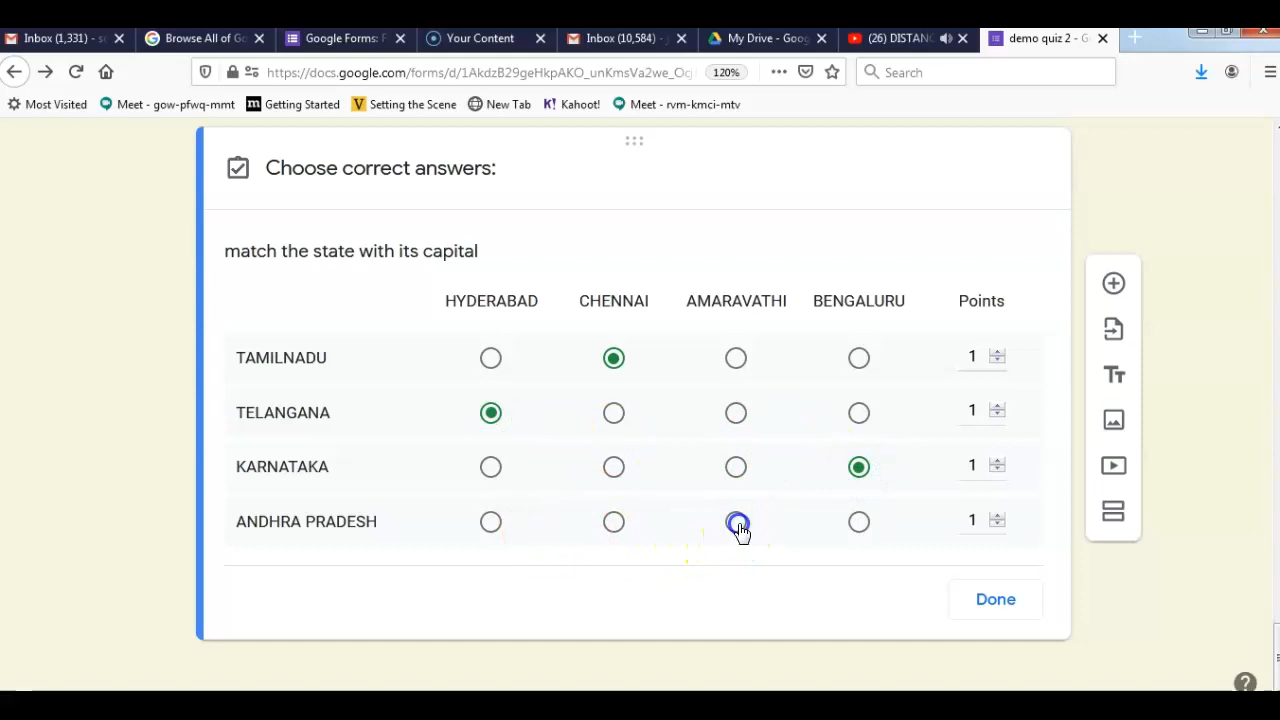 Inbox (1,331) - s
Browse All of Go
Google Forms: F
Your Content
Inbox (10,584) - j
My Drive - Goog
(26) DISTANC
demo quiz 2 - G
https://docs.google.com/forms/d/1AkdzB29geHkpAKO_unKmsVa2we_Oq
120%
Search
Most Visited
Meet - gow-pfwq-mmt
Getting Started
Setting the Scene
New Tab
Kahoot!
Meet - rvm-kmci-mtv
Choose correct answers:
match the state with its capital
HYDERABAD CHENNAI AMARAVATHI BENGALURU Points
TAMILNADU 1
TELANGANA 1
KARNATAKA 1
ANDHRA PRADESH 1
Done